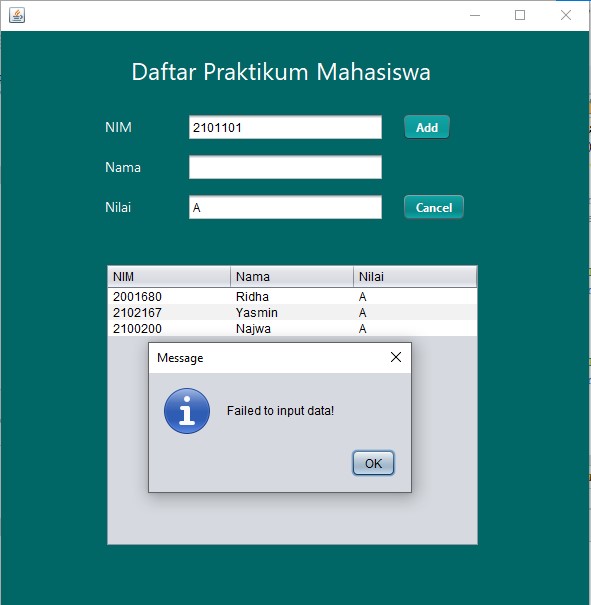 Daftar Praktikum Mahasiswa
NIM 2101101 Add
Nama
Nilai A Cancel
NIM Nama Nilai
2001680 Ridha A
2102167 Yasmin A
2100200 Najwa A
Message
Failed to input data!
OK